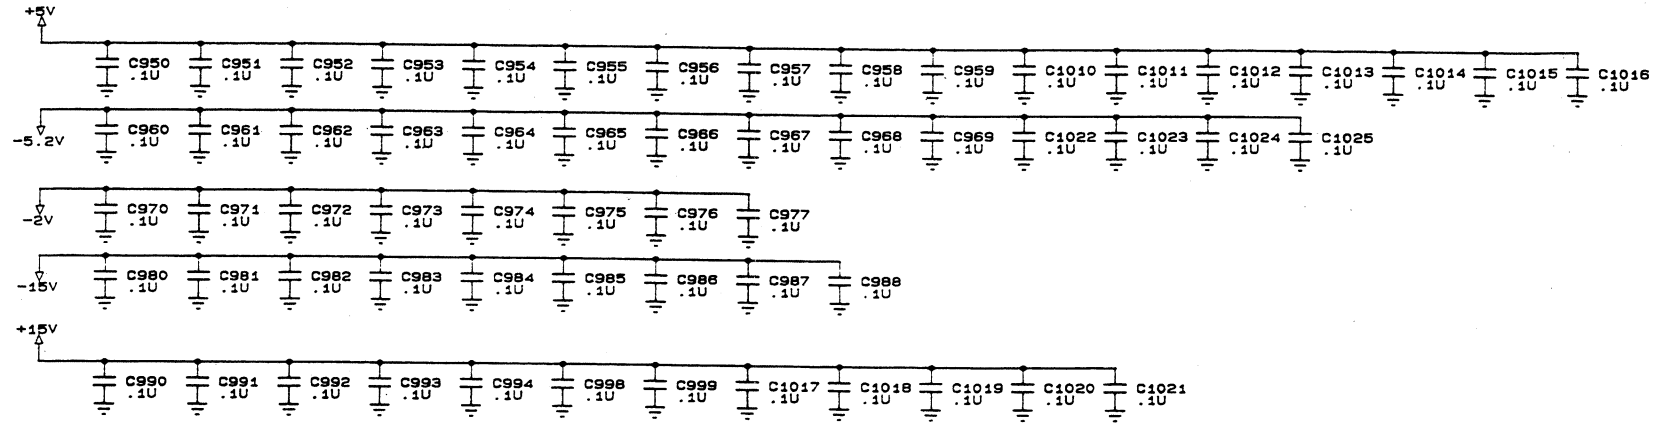 +5V
C950 C951 C952 C953 C954 C955 C956 C957 C958 C959 C1010 C1011 C1012 C1013 C1014 C1015 C1016
.1U .1U .1U .1U .1U .1U .1U .1U .1U .1U .1U .1U .1U .1U .1U .1U .1U
-5.2V
C960 C961 C962 C963 C964 C965 C966 C967 C968 C969 C1022 C1023 C1024 C1025
.1U .1U .1U .1U .1U .1U .1U .1U .1U .1U .1U .1U .1U .1U
-2V
C970 C971 C972 C973 C974 C975 C976 C977
.1U .1U .1U .1U .1U .1U .1U .1U
-15V
C980 C981 C982 C983 C984 C985 C986 C987 C988
.1U .1U .1U .1U .1U .1U .1U .1U .1U
+15V
C990 C991 C992 C993 C994 C998 C999 C1017 C1018 C1019 C1020 C1021
.1U .1U .1U .1U .1U .1U .1U .1U .1U .1U .1U .1U